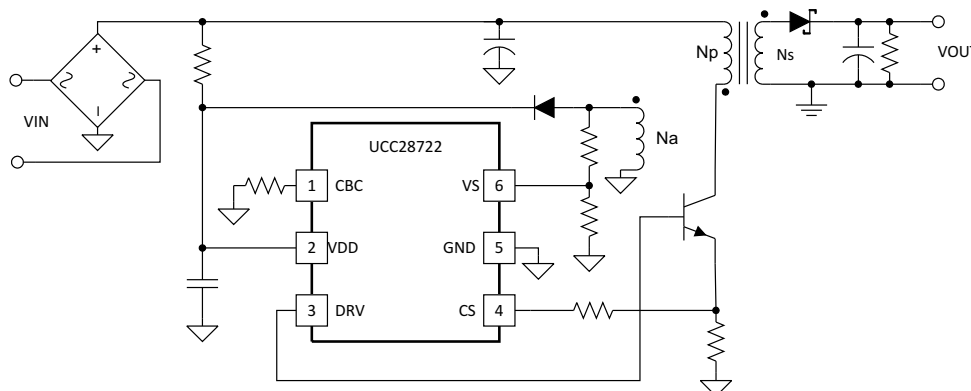 Np
Ns
VOUT
VIN
+
–
Na
UCC28722
1 CBC
VS 6
2 VDD
GND 5
3 DRV
CS 4